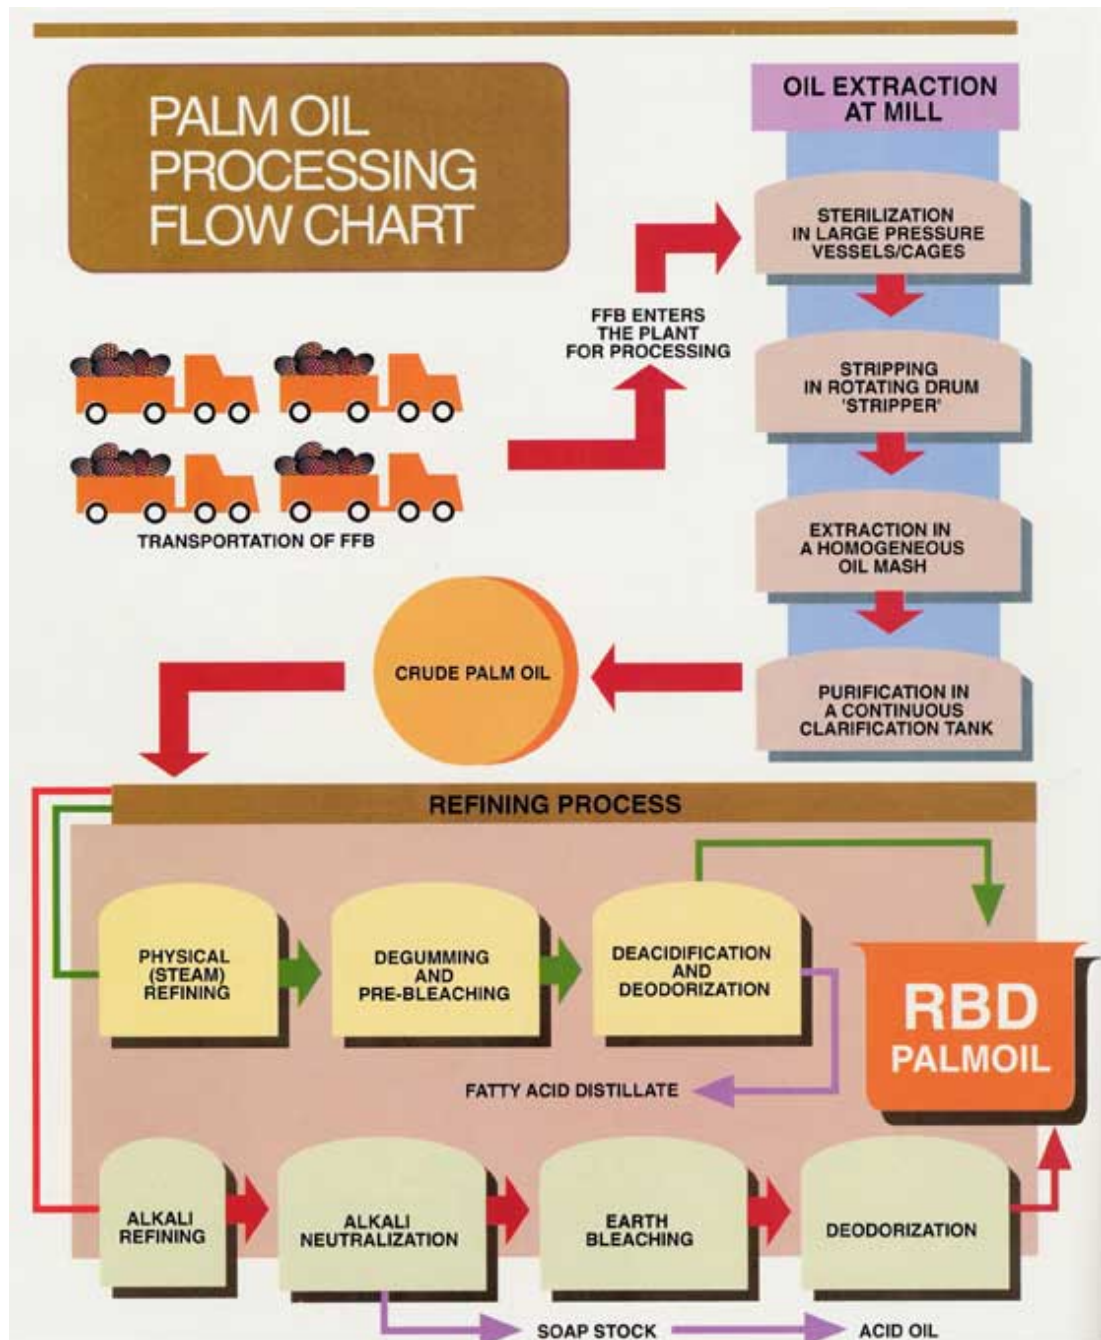 PALM OIL
PROCESSING
FLOW CHART
OIL EXTRACTION
AT MILL
STERILIZATION
IN LARGE PRESSURE
VESSELS/CAGES
FFB ENTERS
THE PLANT
FOR PROCESSING
STRIPPING
IN ROTATING DRUM
'STRIPPER'
TRANSPORTATION OF FFB
EXTRACTION IN
A HOMOGENEOUS
OIL MASH
CRUDE PALM OIL
PURIFICATION IN
A CONTINUOUS
CLARIFICATION TANK
REFINING PROCESS
PHYSICAL
(STEAM)
REFINING
DEGUMMING
AND
PRE-BLEACHING
DEACIDIFICATION
AND
DEODORIZATION
RBD
PALMOIL
FATTY ACID DISTILLATE
ALKALI
REFINING
ALKALI
NEUTRALIZATION
EARTH
BLEACHING
DEODORIZATION
SOAP STOCK
ACID OIL